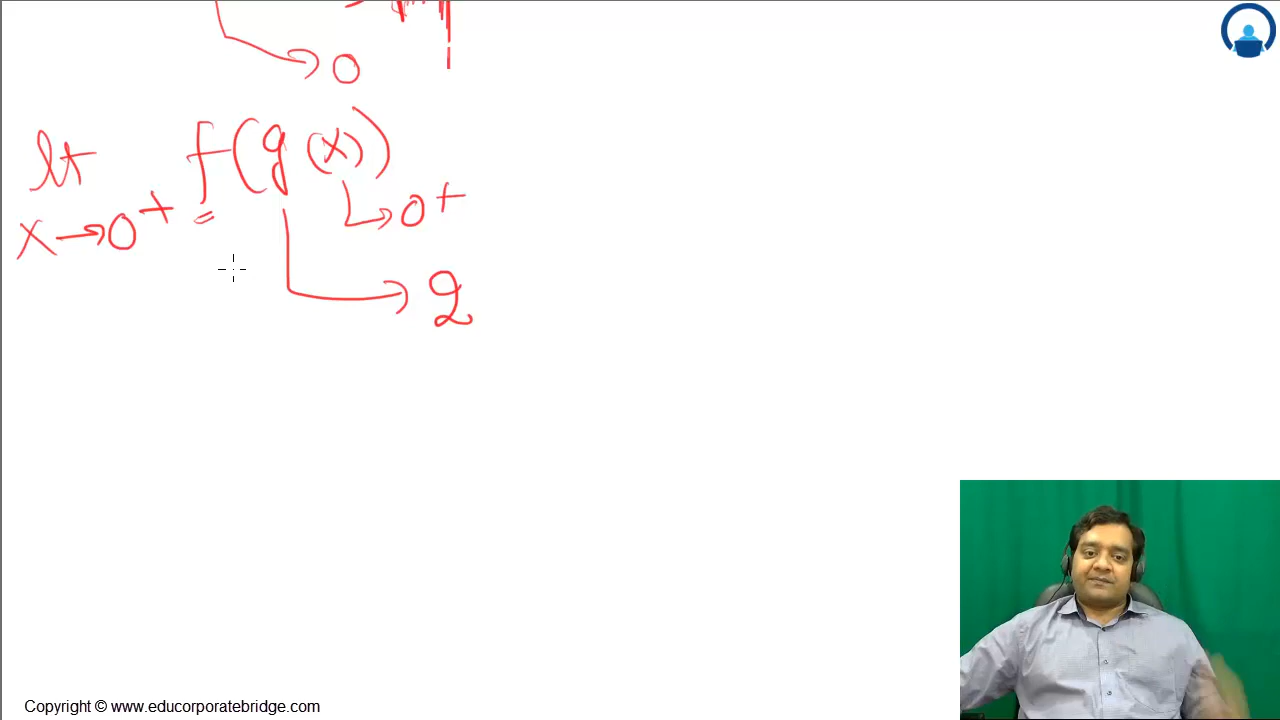 0
lt f(g(x))
x→0+ →0+
→2
Copyright © www.educorporatebridge.com